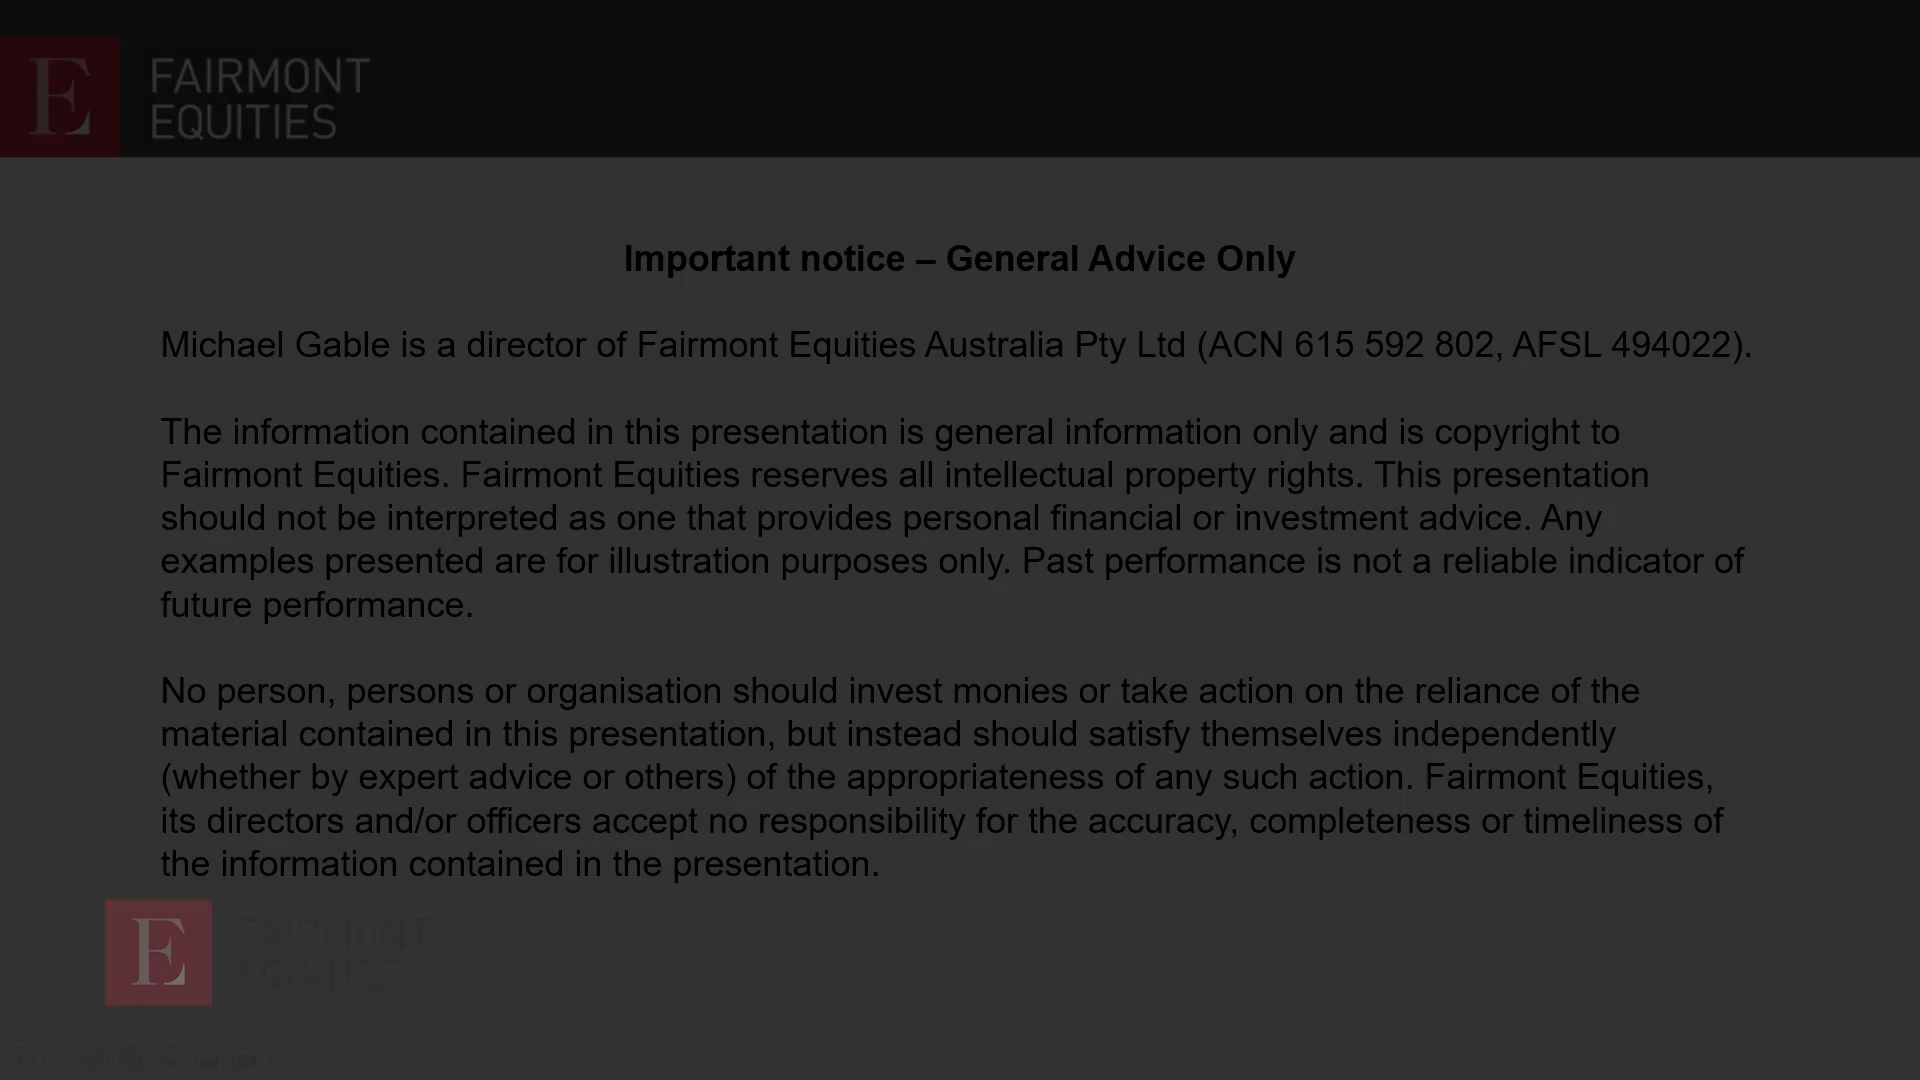 E
FAIRMONT
EQUITIES
Important notice – General Advice Only
Michael Gable is a director of Fairmont Equities Australia Pty Ltd (ACN 615 592 802, AFSL 494022).
The information contained in this presentation is general information only and is copyright to
Fairmont Equities. Fairmont Equities reserves all intellectual property rights. This presentation
should not be interpreted as one that provides personal financial or investment advice. Any
examples presented are for illustration purposes only. Past performance is not a reliable indicator of
future performance.
No person, persons or organisation should invest monies or take action on the reliance of the
material contained in this presentation, but instead should satisfy themselves independently
(whether by expert advice or others) of the appropriateness of any such action. Fairmont Equities,
its directors and/or officers accept no responsibility for the accuracy, completeness or timeliness of
the information contained in the presentation.
E
FAIRMONT
EQUITIES